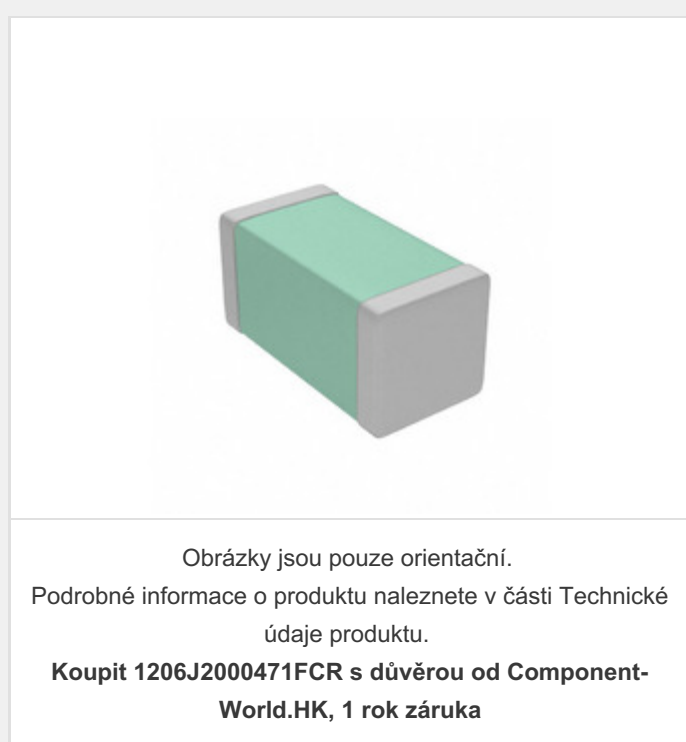 Obrázky jsou pouze orientační.
Podrobné informace o produktu naleznete v části Technické
údaje produktu.
Koupit 1206J2000471FCR s důvěrou od Component-
World.HK, 1 rok záruka